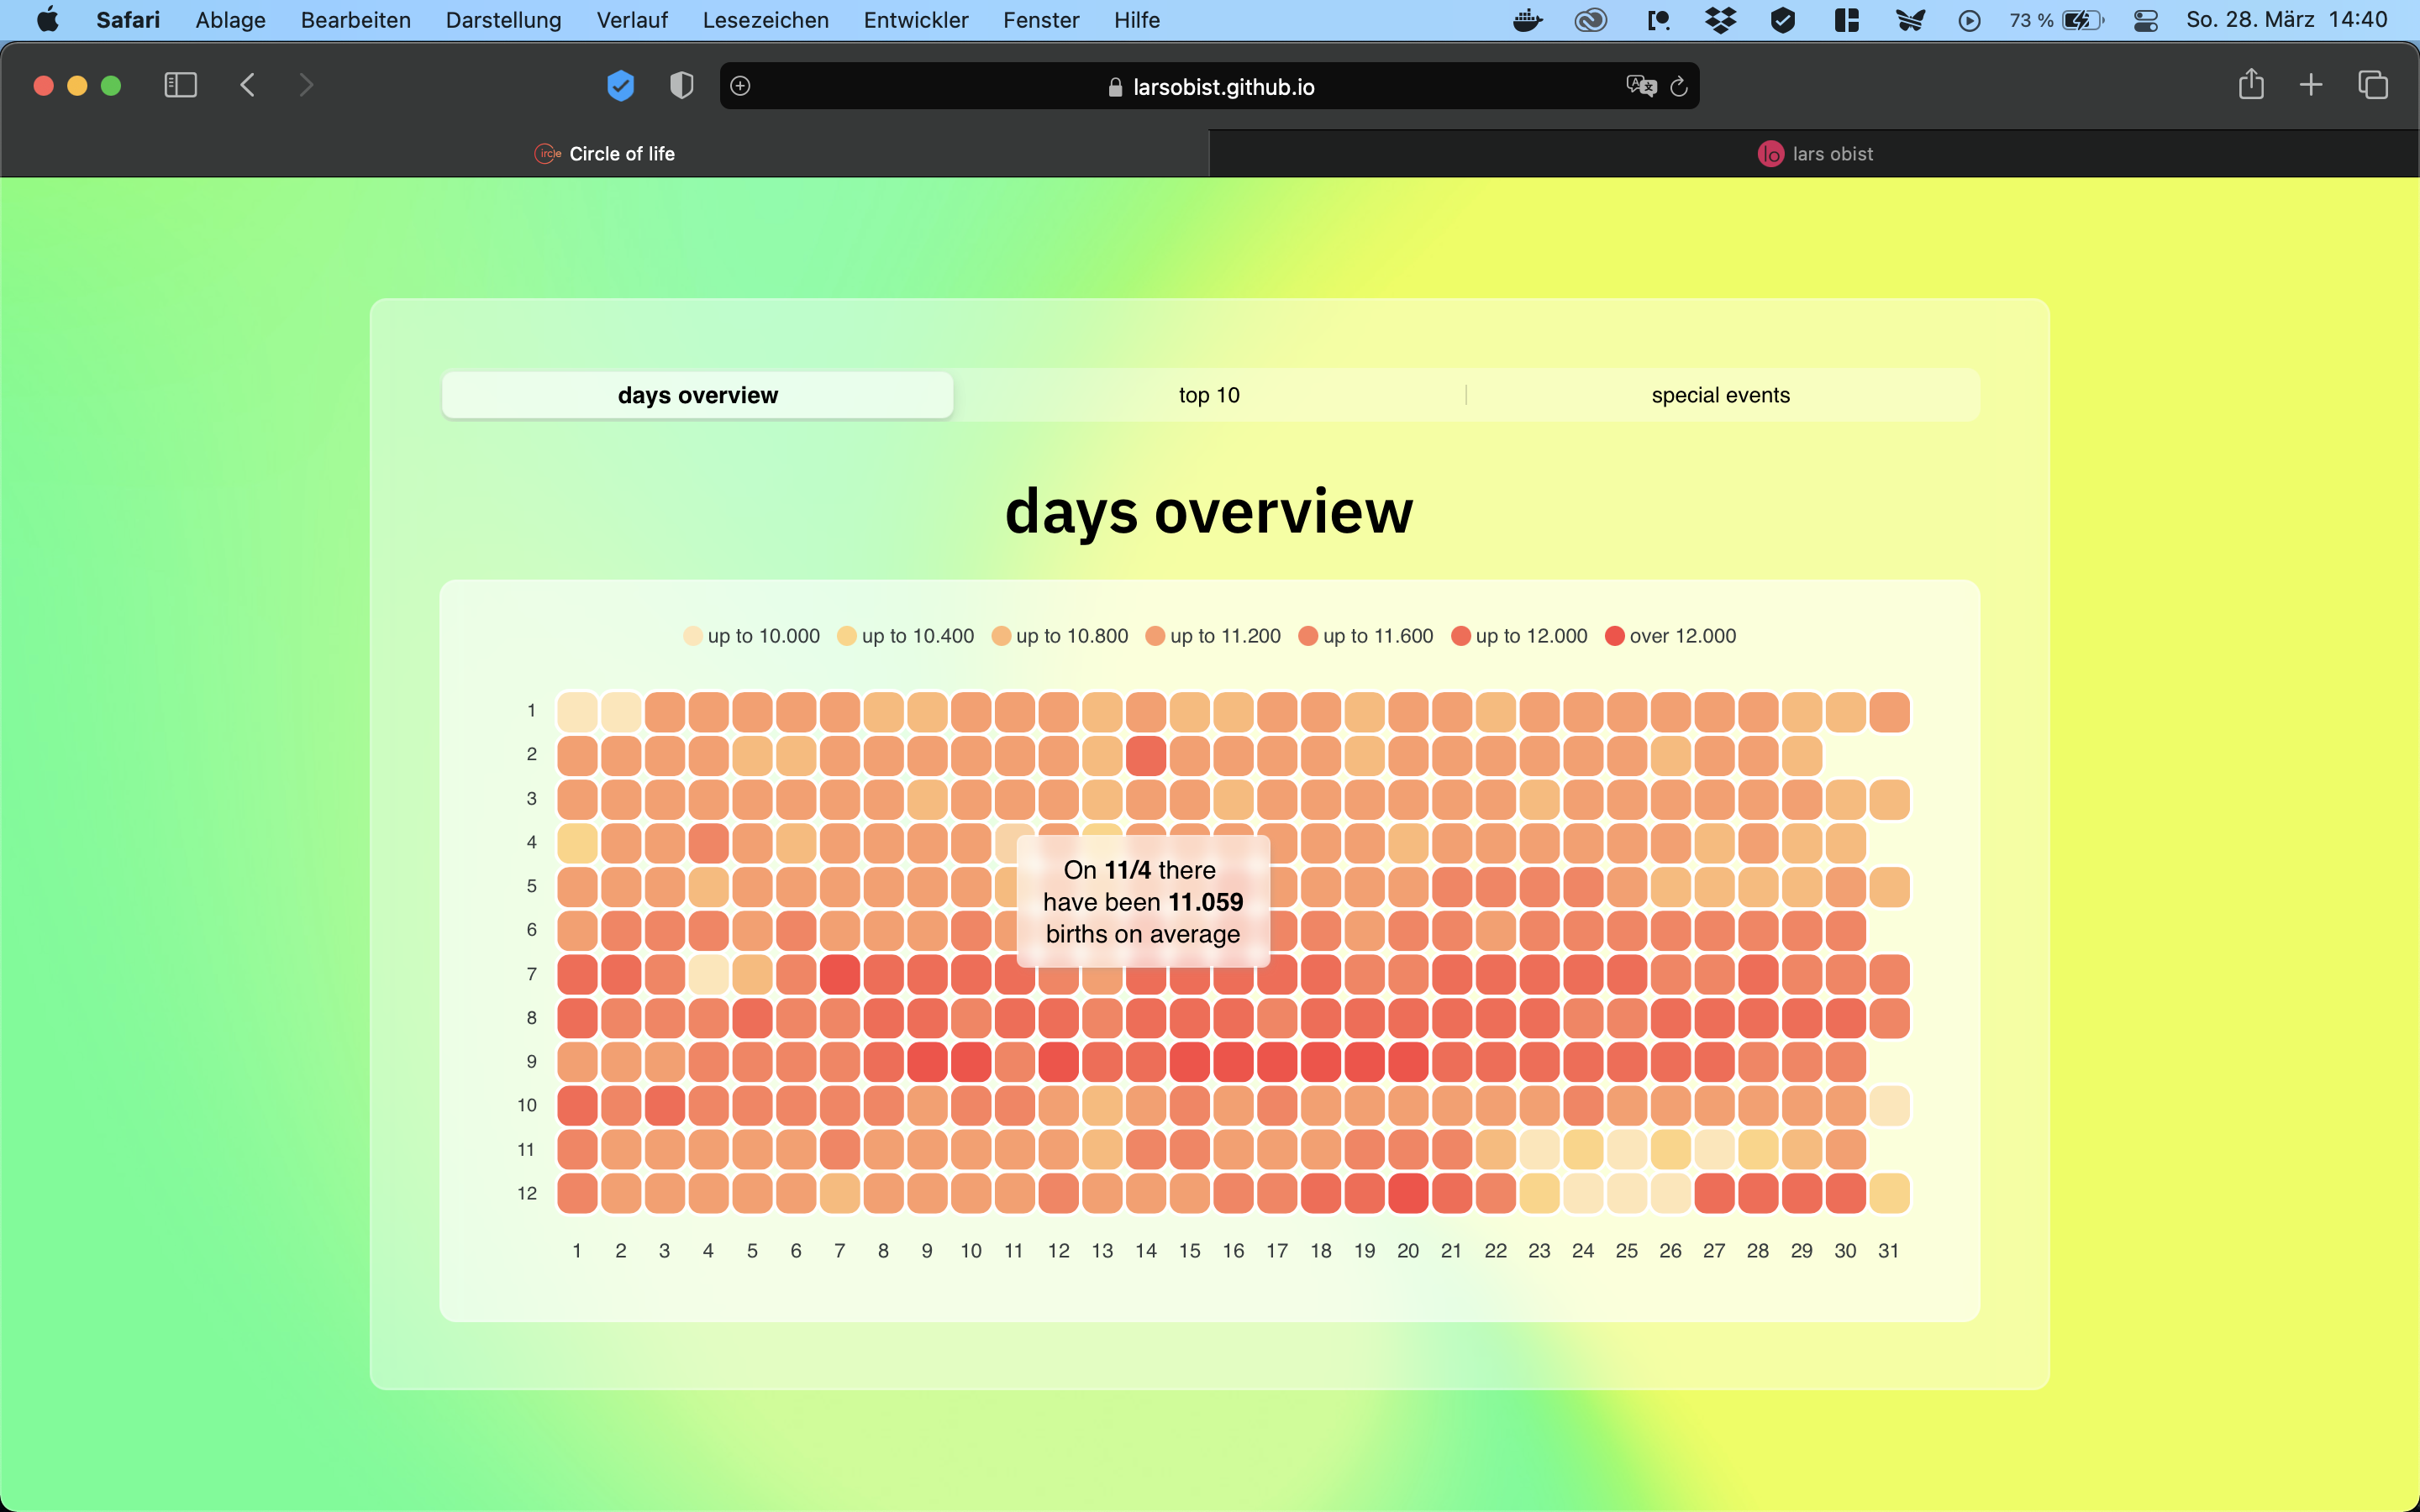 Safari Ablage Bearbeiten Darstellung Verlauf Lesezeichen Entwickler Fenster Hilfe 73 % So. 28. März 14:40
larsobist.github.io
ircle Circle of life lo lars obist
days overview top 10 special events
days overview
up to 10.000 up to 10.400 up to 10.800 up to 11.200 up to 11.600 up to 12.000 over 12.000
1
2
3
4
On 11/4 there
5
have been 11.059
6
births on average
7
8
9
10
11
12
1 2 3 4 5 6 7 8 9 10 11 12 13 14 15 16 17 18 19 20 21 22 23 24 25 26 27 28 29 30 31